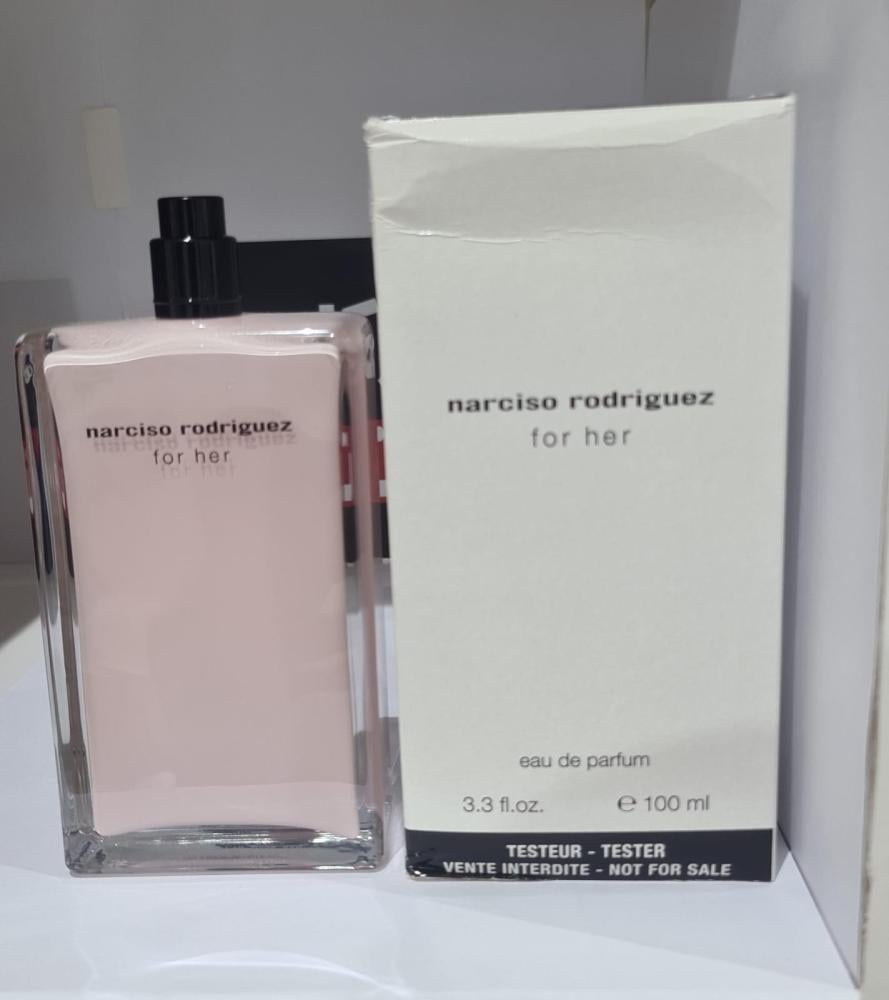 narciso rodriguez
for her
narciso rodriguez
for her
eau de parfum
3.3 fl.oz. ℮ 100 ml
TESTEUR - TESTER
VENTE INTERDITE - NOT FOR SALE